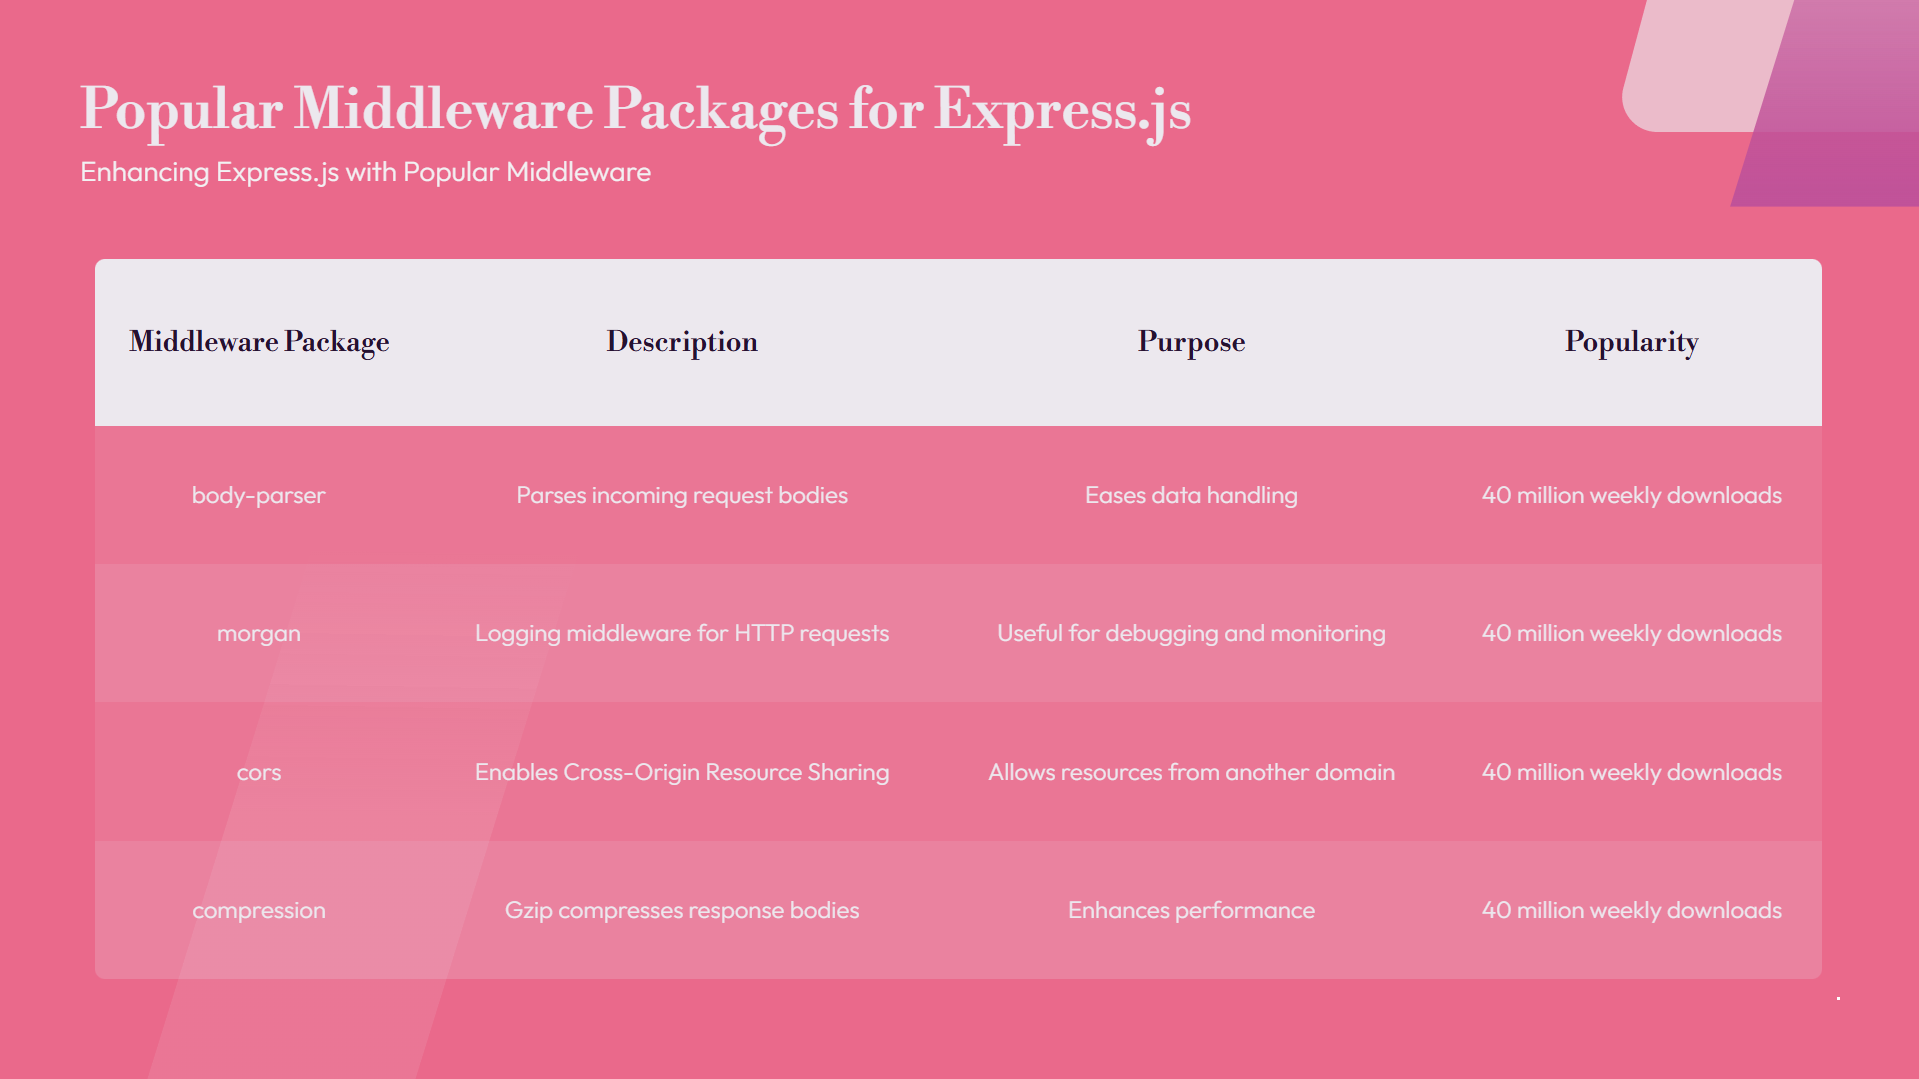 Popular Middleware Packages for Express.js
Enhancing Express.js with Popular Middleware
Middleware Package Description Purpose Popularity
body-parser Parses incoming request bodies Eases data handling 40 million weekly downloads
morgan Logging middleware for HTTP requests Useful for debugging and monitoring 40 million weekly downloads
cors Enables Cross-Origin Resource Sharing Allows resources from another domain 40 million weekly downloads
compression Gzip compresses response bodies Enhances performance 40 million weekly downloads
.